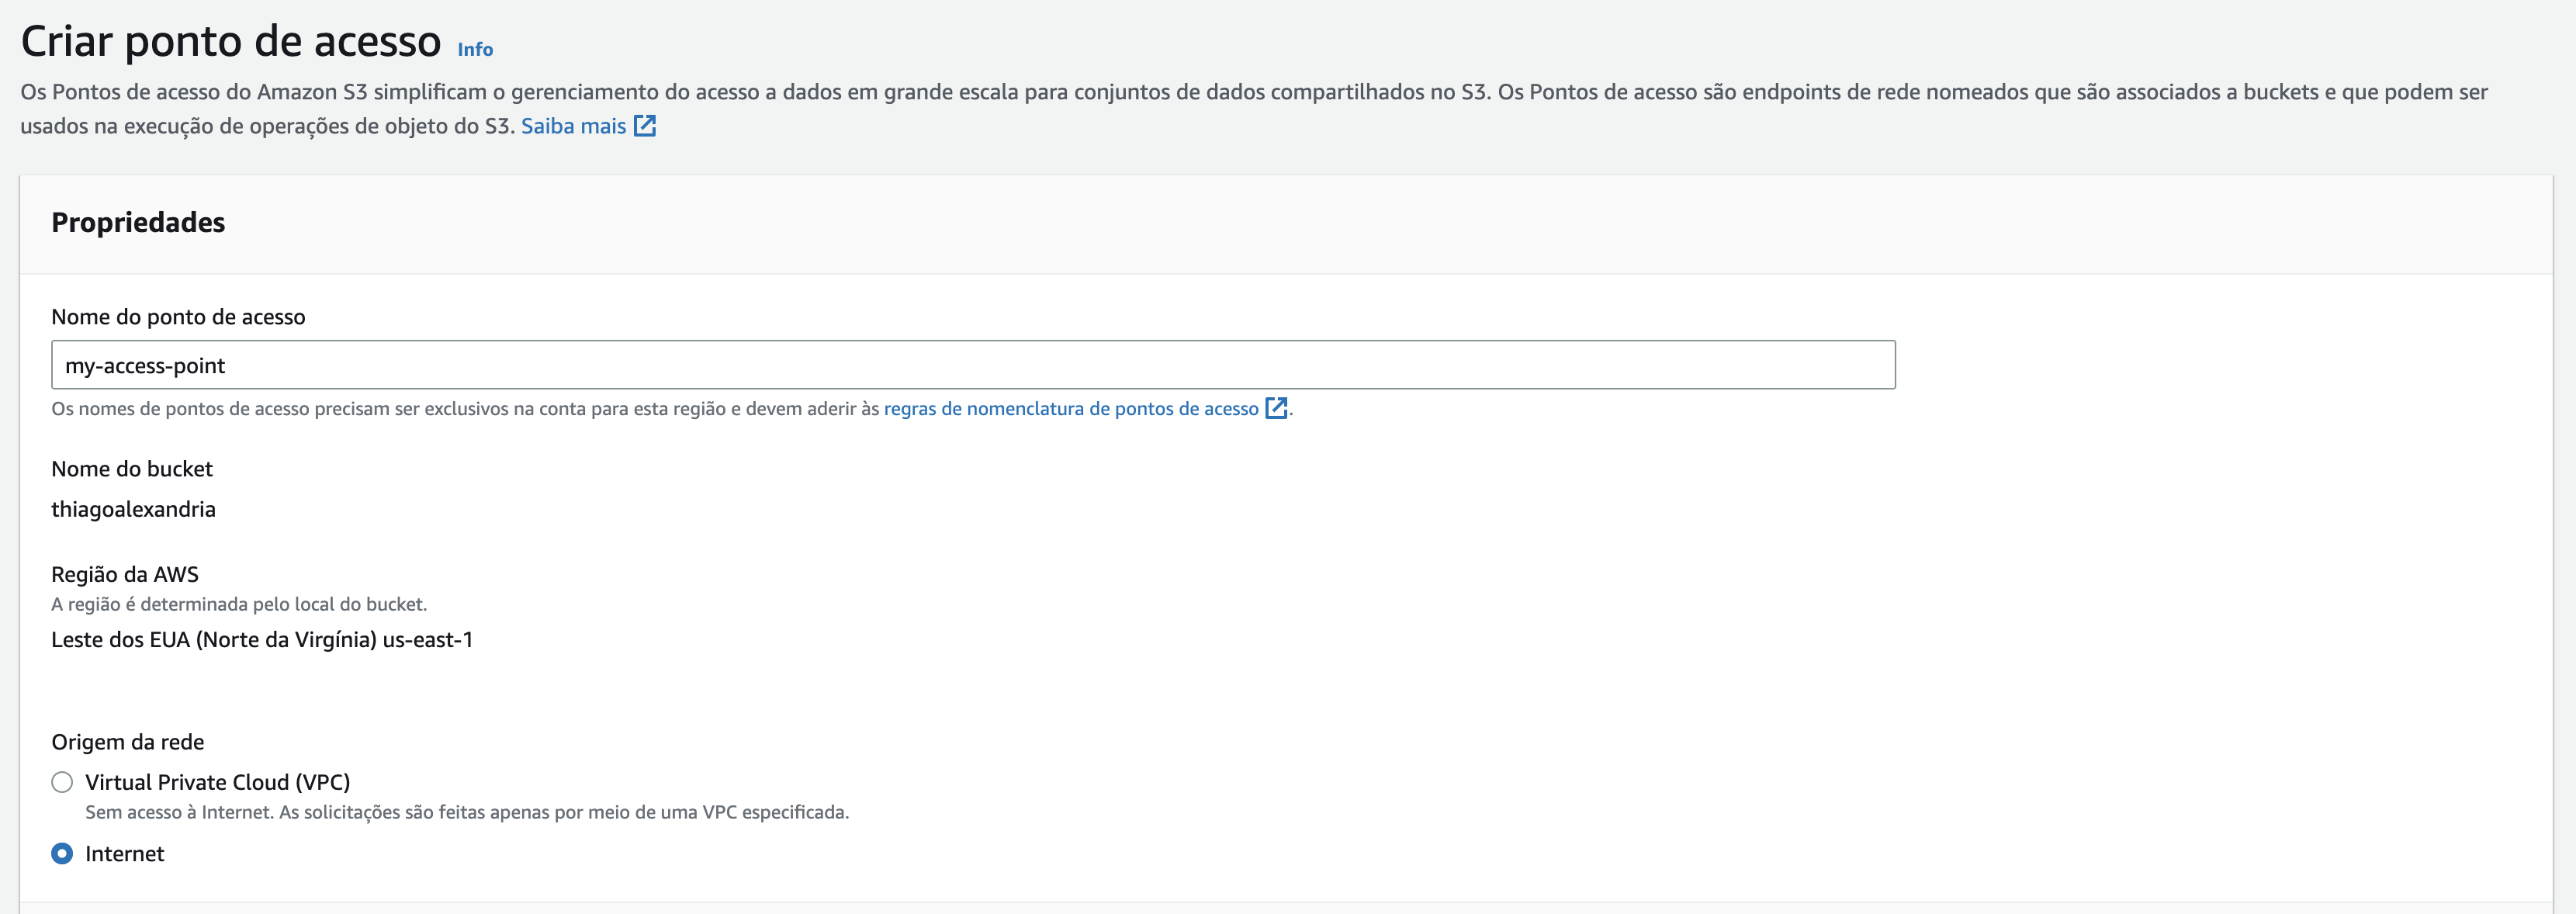 Criar ponto de acesso Info
Os Pontos de acesso do Amazon S3 simplificam o gerenciamento do acesso a dados em grande escala para conjuntos de dados compartilhados no S3. Os Pontos de acesso são endpoints de rede nomeados que são associados a buckets e que podem ser
usados na execução de operações de objeto do S3. Saiba mais
Propriedades
Nome do ponto de acesso
my-access-point
Os nomes de pontos de acesso precisam ser exclusivos na conta para esta região e devem aderir às regras de nomenclatura de pontos de acesso.
Nome do bucket
thiagoalexandria
Região da AWS
A região é determinada pelo local do bucket.
Leste dos EUA (Norte da Virgínia) us-east-1
Origem da rede
Virtual Private Cloud (VPC)
Sem acesso à Internet. As solicitações são feitas apenas por meio de uma VPC especificada.
Internet